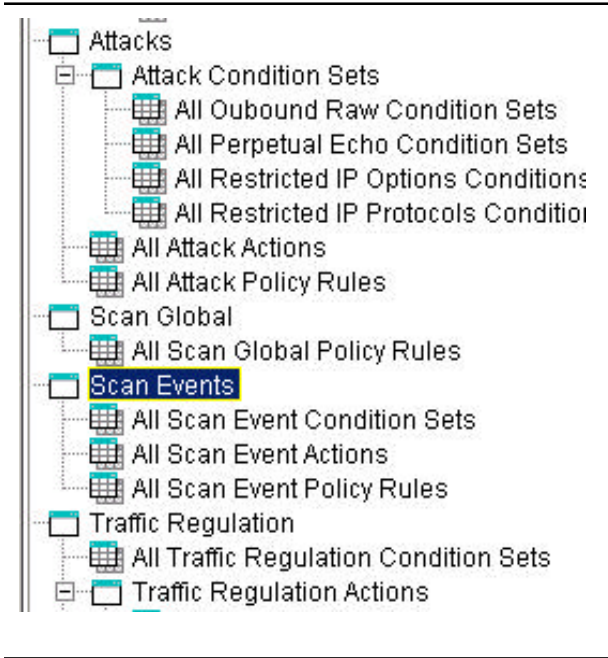 Attacks
Attack Condition Sets
All Oubound Raw Condition Sets
All Perpetual Echo Condition Sets
All Restricted IP Options Conditions
All Restricted IP Protocols Condition
All Attack Actions
All Attack Policy Rules
Scan Global
All Scan Global Policy Rules
Scan Events
All Scan Event Condition Sets
All Scan Event Actions
All Scan Event Policy Rules
Traffic Regulation
All Traffic Regulation Condition Sets
Traffic Regulation Actions